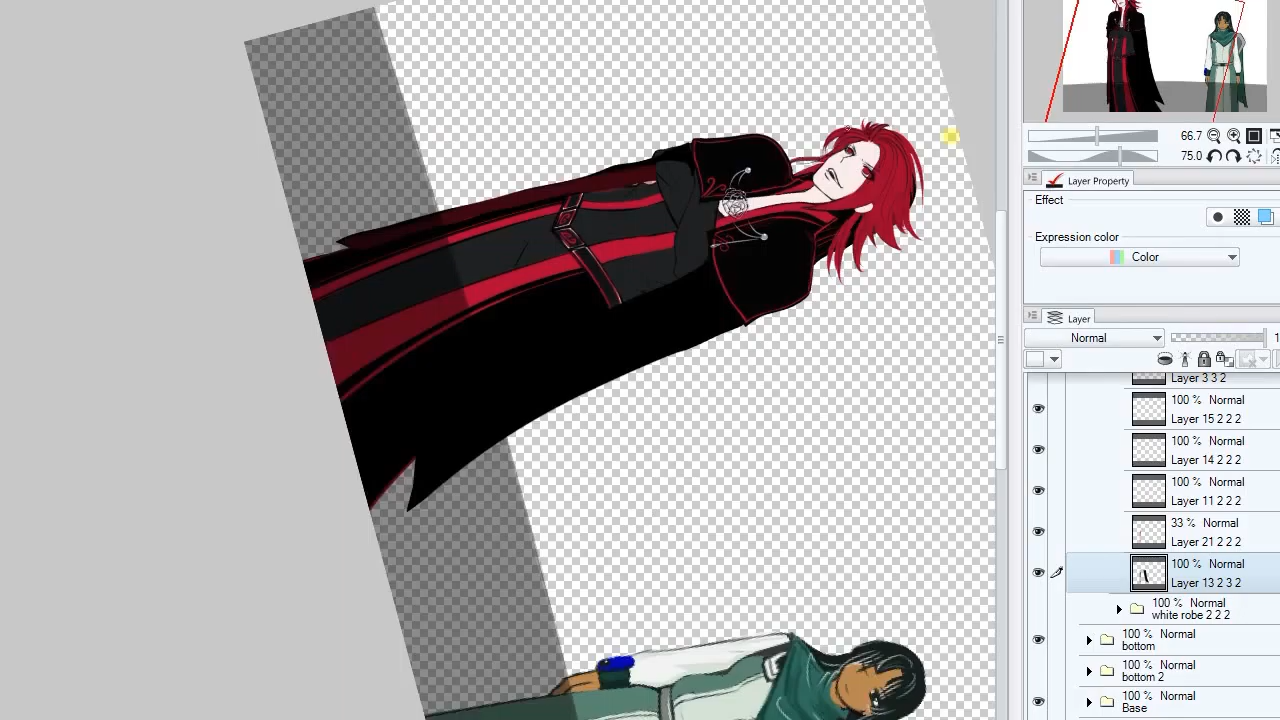 66.7
75.0
Layer Property
Effect
Expression color
Color
Layer
Normal
Layer 3 3 2
100 % Normal
Layer 15 2 2 2
100 % Normal
Layer 14 2 2 2
100 % Normal
Layer 11 2 2 2
33 % Normal
Layer 21 2 2 2
100 % Normal
Layer 13 2 3 2
100 % Normal
white robe 2 2 2
100 % Normal
bottom
100 % Normal
bottom 2
100 % Normal
Base